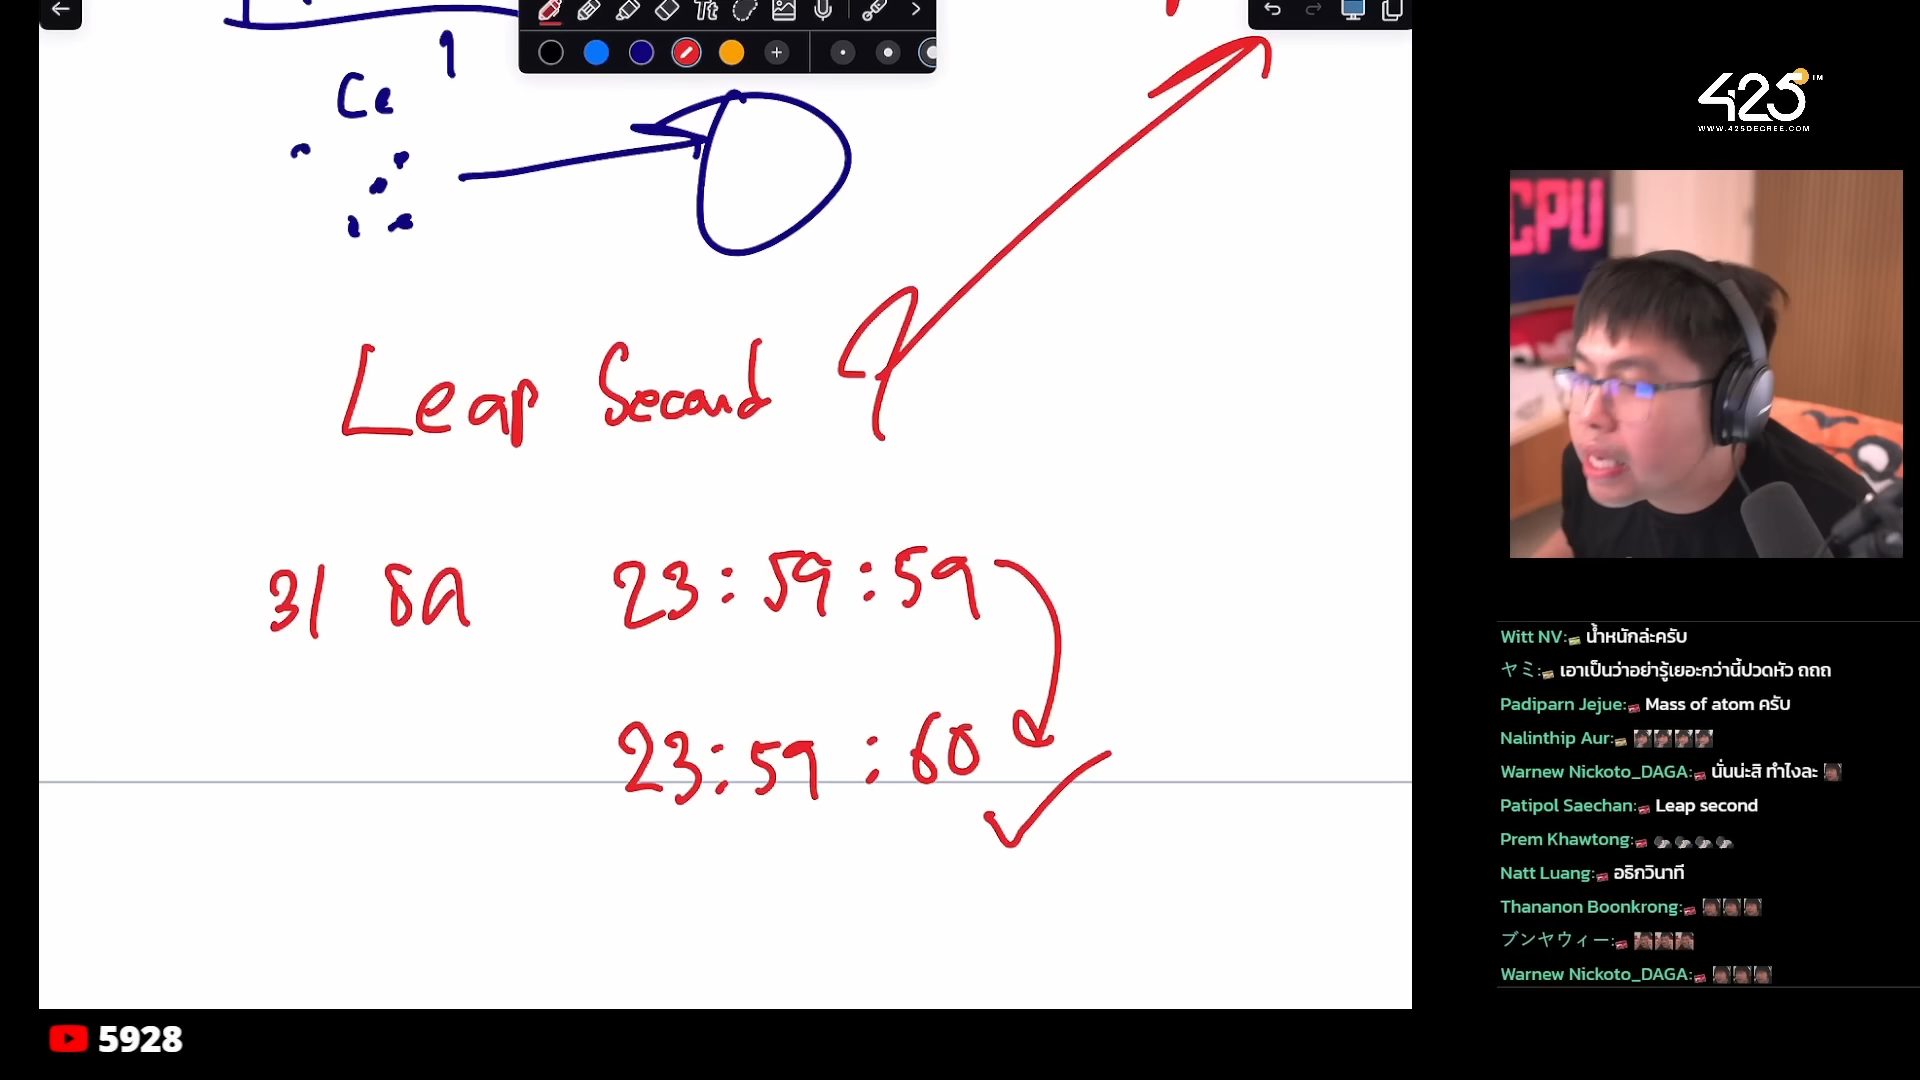 1
Ce
Leap Second
31 ธค 23:59:59
23:59:60
Tt
425 TM
WWW.425DEGREE.COM
CPU
Witt NV: น้ำหนักล่ะครับ
ヤミ: เอาเป็นว่าอย่ารู้เยอะกว่านี้ปวดหัว ถถถ
Padiparn Jejue: Mass of atom ครับ
Nalinthip Aur:
Warnew Nickoto_DAGA: นั่นน่ะสิ ทำไงละ
Patipol Saechan: Leap second
Prem Khawtong:
Natt Luang: อธิกวินาที
Thananon Boonkrong:
ブンヤウィー:
Warnew Nickoto_DAGA:
5928